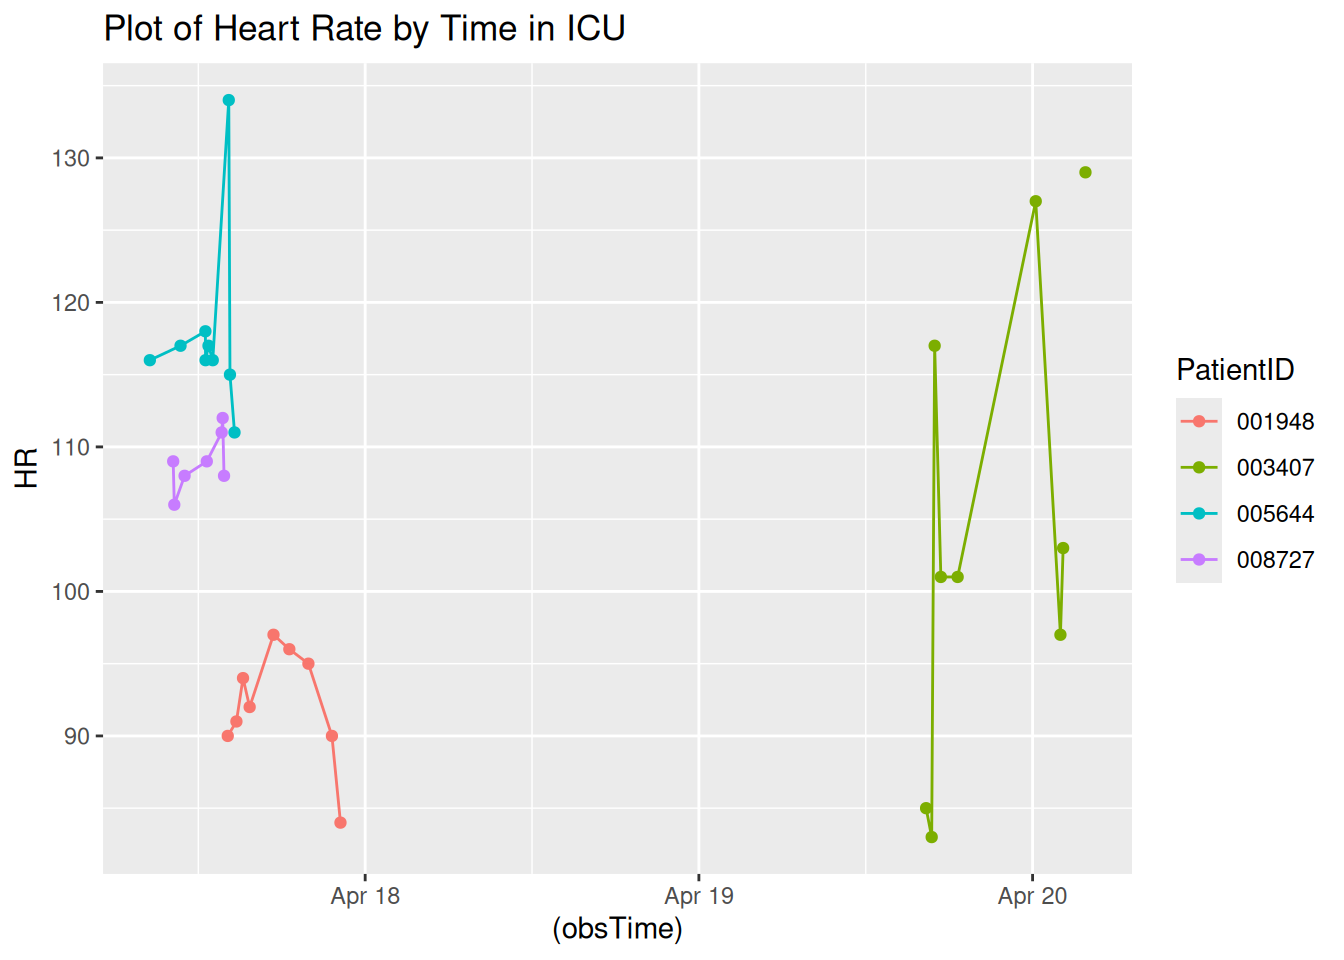 Plot of Heart Rate by Time in ICU
130
120
110
100
90
HR
Apr 18
Apr 19
Apr 20
(obsTime)
PatientID
001948
003407
005644
008727